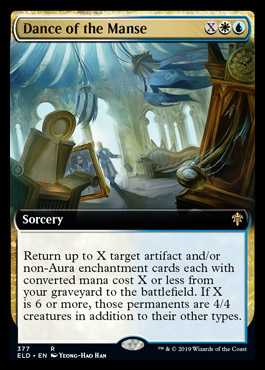 Dance of the Manse X
Sorcery
Return up to X target artifact and/or
non-Aura enchantment cards each with
converted mana cost X or less from
your graveyard to the battlefield. If X
is 6 or more, those permanents are 4/4
creatures in addition to their other types.
377 R
ELD • EN Yeong-Hao Han
™ & © 2019 Wizards of the Coast